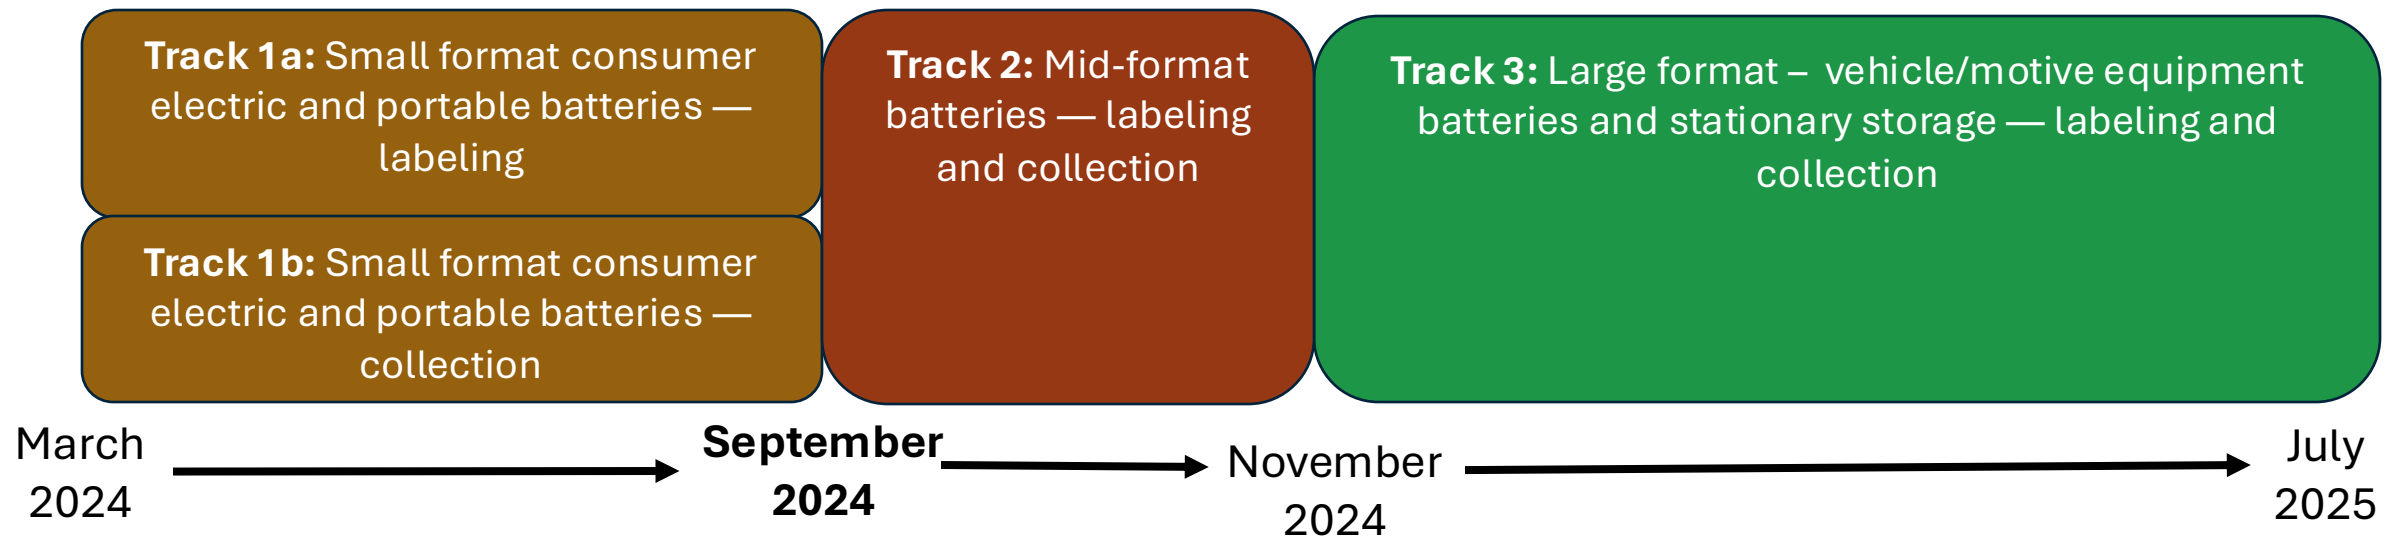 Track 1a: Small format consumer
electric and portable batteries —
labeling
Track 1b: Small format consumer
electric and portable batteries —
collection
Track 2: Mid-format
batteries — labeling
and collection
Track 3: Large format – vehicle/motive equipment
batteries and stationary storage — labeling and
collection
March
2024
September
2024
November
2024
July
2025